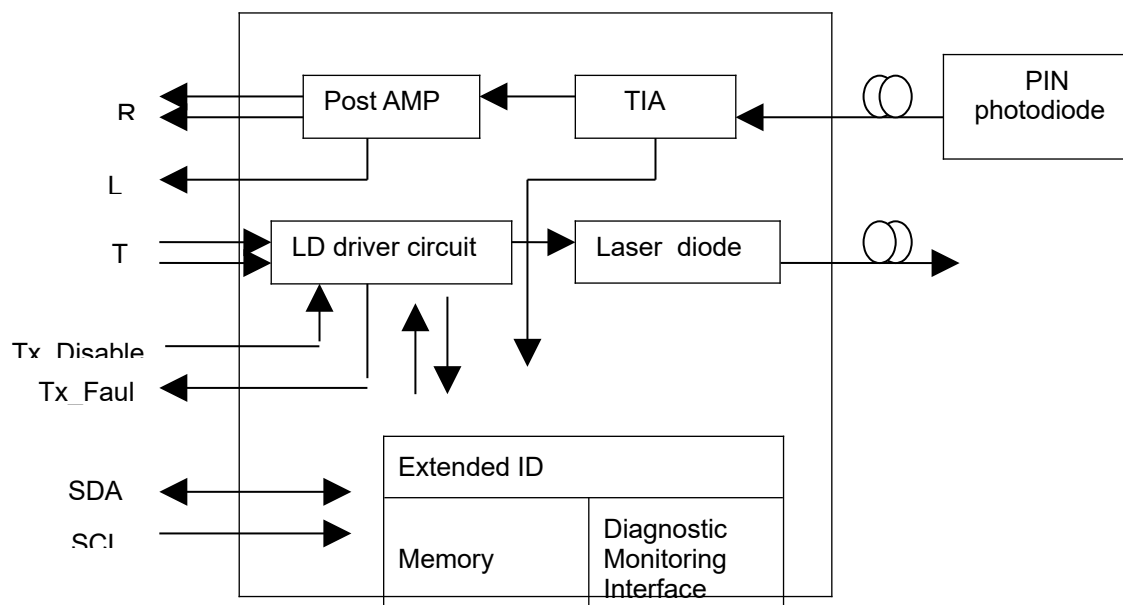 Post AMP
TIA
PIN
photodiode
R
L
T
LD driver circuit
Laser diode
Tx_Disable
Tx_Faul
SDA
SCL
Extended ID
Memory
Diagnostic
Monitoring
Interface